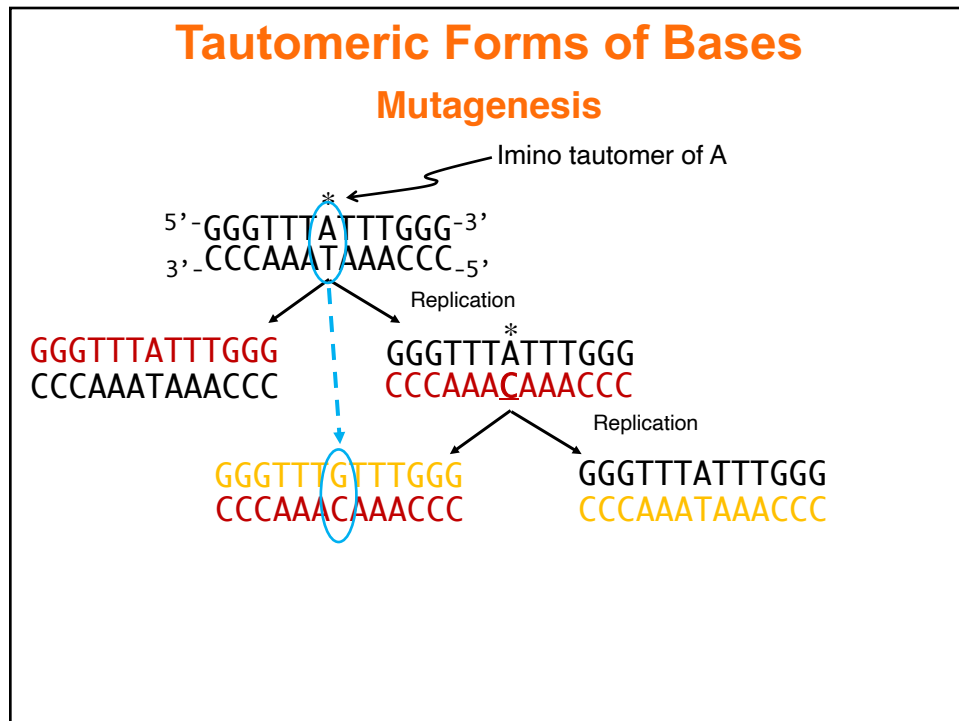 Tautomeric Forms of Bases
Mutagenesis
Imino tautomer of A
*
5’-GGGTTTATTTGGG-3’
3’-CCCAAATAAACCC-5’
Replication
*
GGGTTTATTTGGG
CCCAAATAAACCC
GGGTTTATTTGGG
CCCAAACAAACCC
Replication
GGGTTTGTTTGGG
CCCAAACAAACCC
GGGTTTATTTGGG
CCCAAATAAACCC